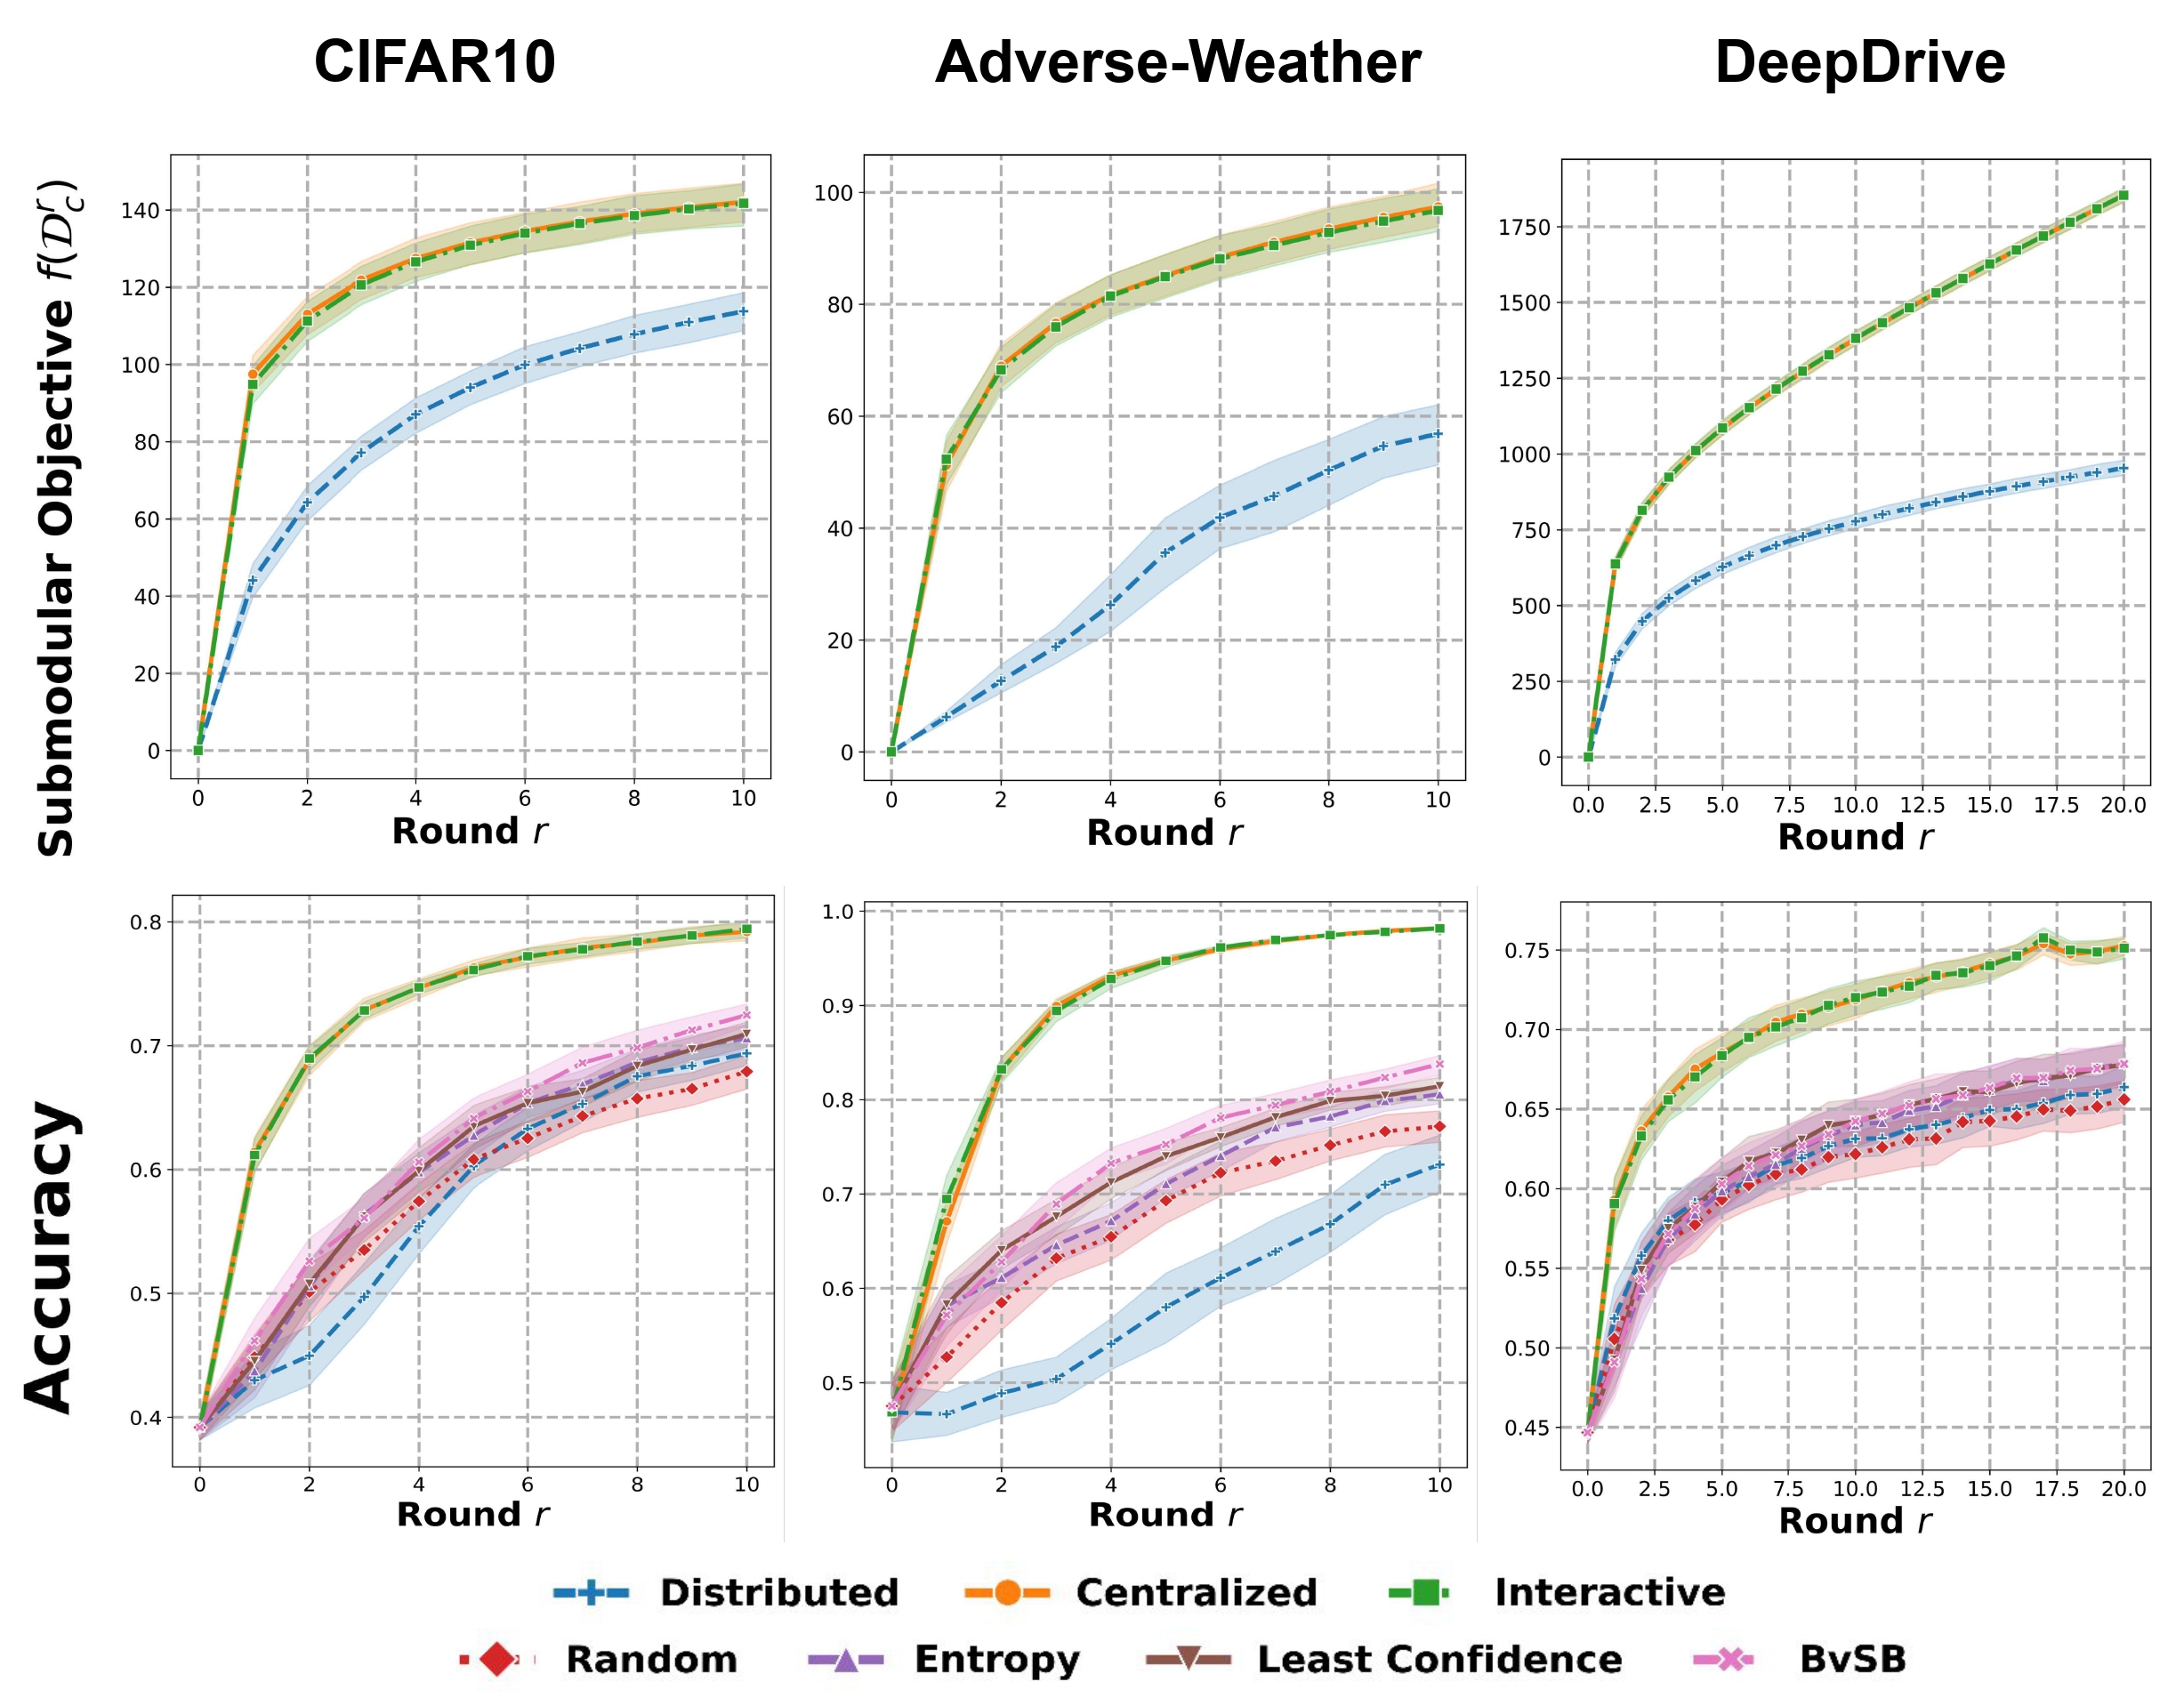 CIFAR10 Adverse-Weather DeepDrive
Submodular Objective f(𝒟_C^r)
140
120
100
80
60
40
20
0
0 2 4 6 8 10
Round r
100
80
60
40
20
0
0 2 4 6 8 10
Round r
1750
1500
1250
1000
750
500
250
0
0.0 2.5 5.0 7.5 10.0 12.5 15.0 17.5 20.0
Round r
Accuracy
0.8
0.7
0.6
0.5
0.4
0 2 4 6 8 10
Round r
1.0
0.9
0.8
0.7
0.6
0.5
0 2 4 6 8 10
Round r
0.75
0.70
0.65
0.60
0.55
0.50
0.45
0.0 2.5 5.0 7.5 10.0 12.5 15.0 17.5 20.0
Round r
Distributed Centralized Interactive
Random Entropy Least Confidence BvSB